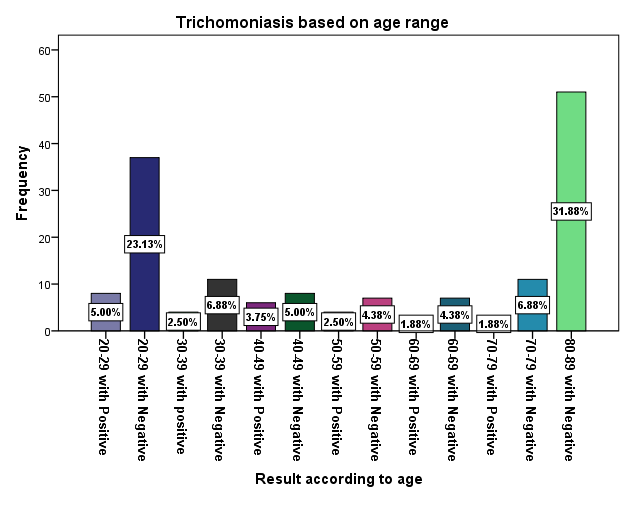 Trichomoniasis based on age range
Frequency
60
50
40
30
20
10
0
5.00%
23.13%
2.50%
6.88%
3.75%
5.00%
2.50%
4.38%
1.88%
4.38%
1.88%
6.88%
31.88%
20-29 with Positive
20-29 with Negative
30-39 with positive
30-39 with Negative
40-49 with Positive
40-49 with Negative
50-59 with Positive
50-59 with Negative
60-69 with Positive
60-69 with Negative
70-79 with Positive
70-79 with Negative
80-89 with Negative
Result according to age